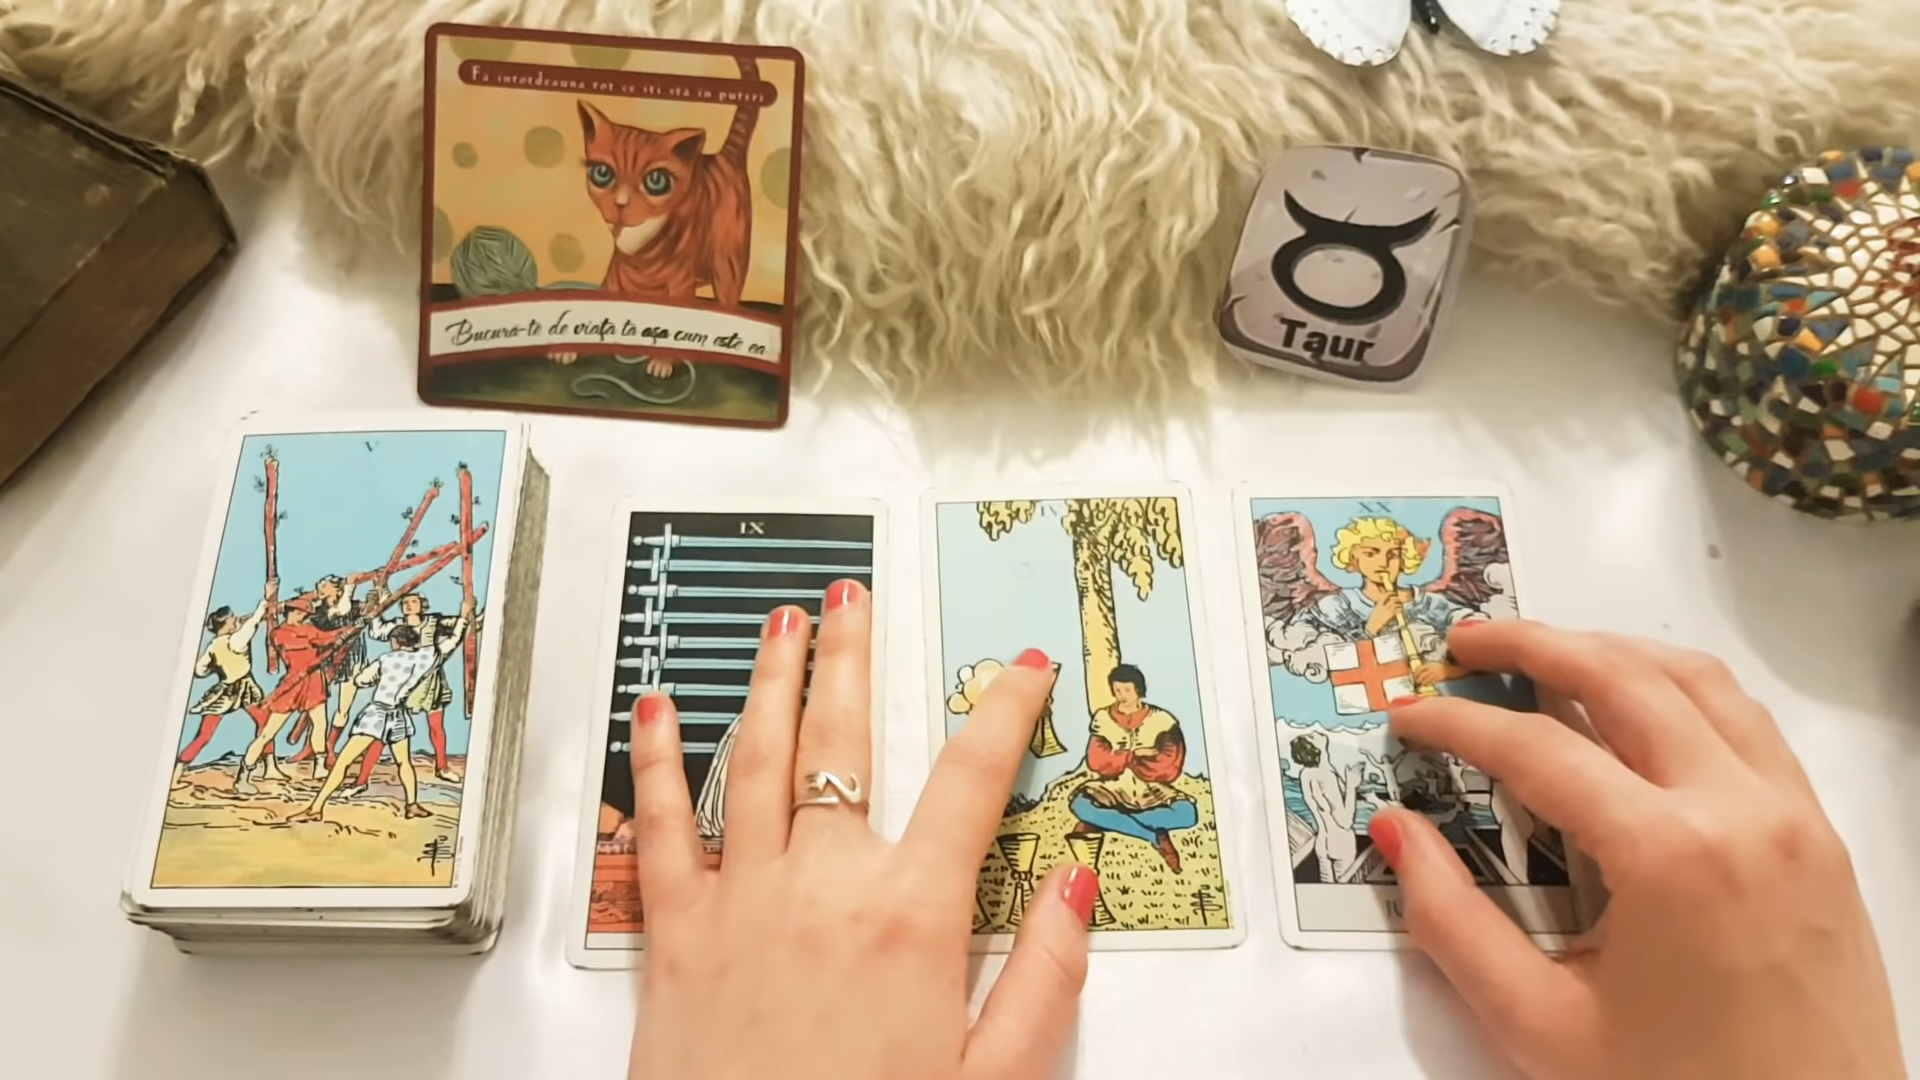 Fă întotdeauna tot ce îți stă în puteri
Bucură-te de viața ta așa cum este ea
Taur
V
IX
IV
XX